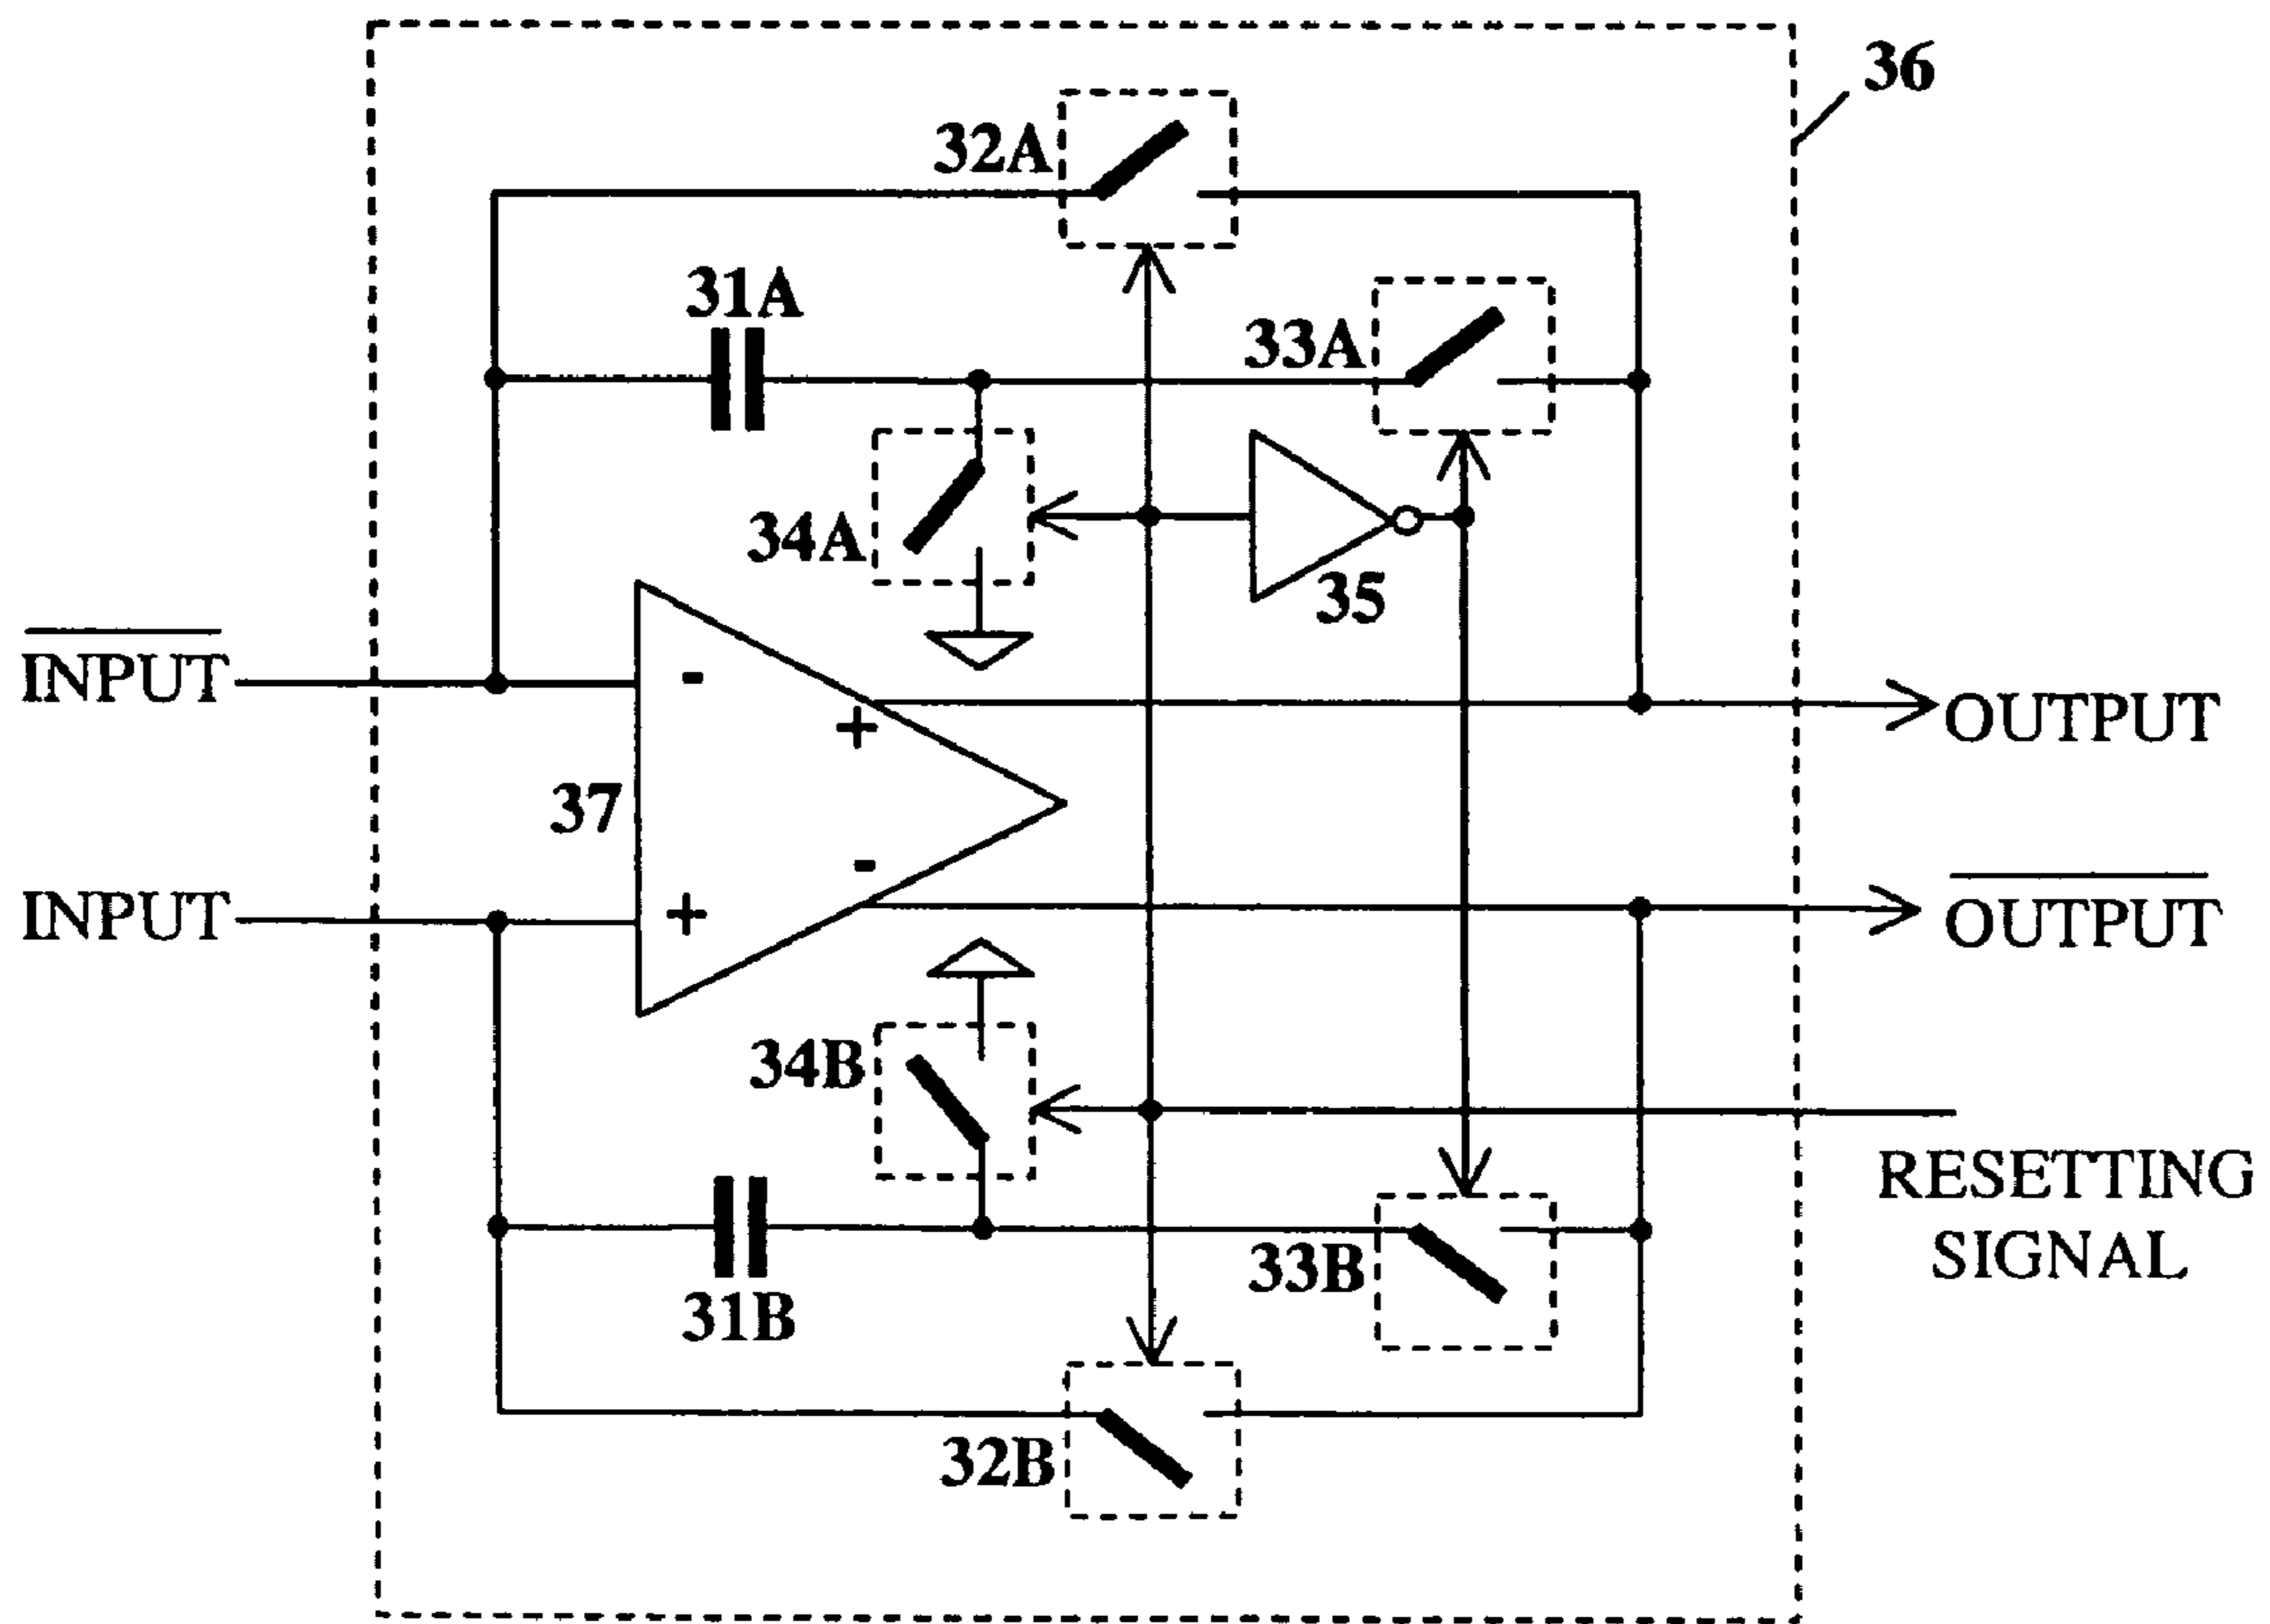 36
32A
31A
33A
34A
35
INPUT
-
+
OUTPUT
37
-
INPUT
+
OUTPUT
34B
RESETTING
SIGNAL
33B
31B
32B